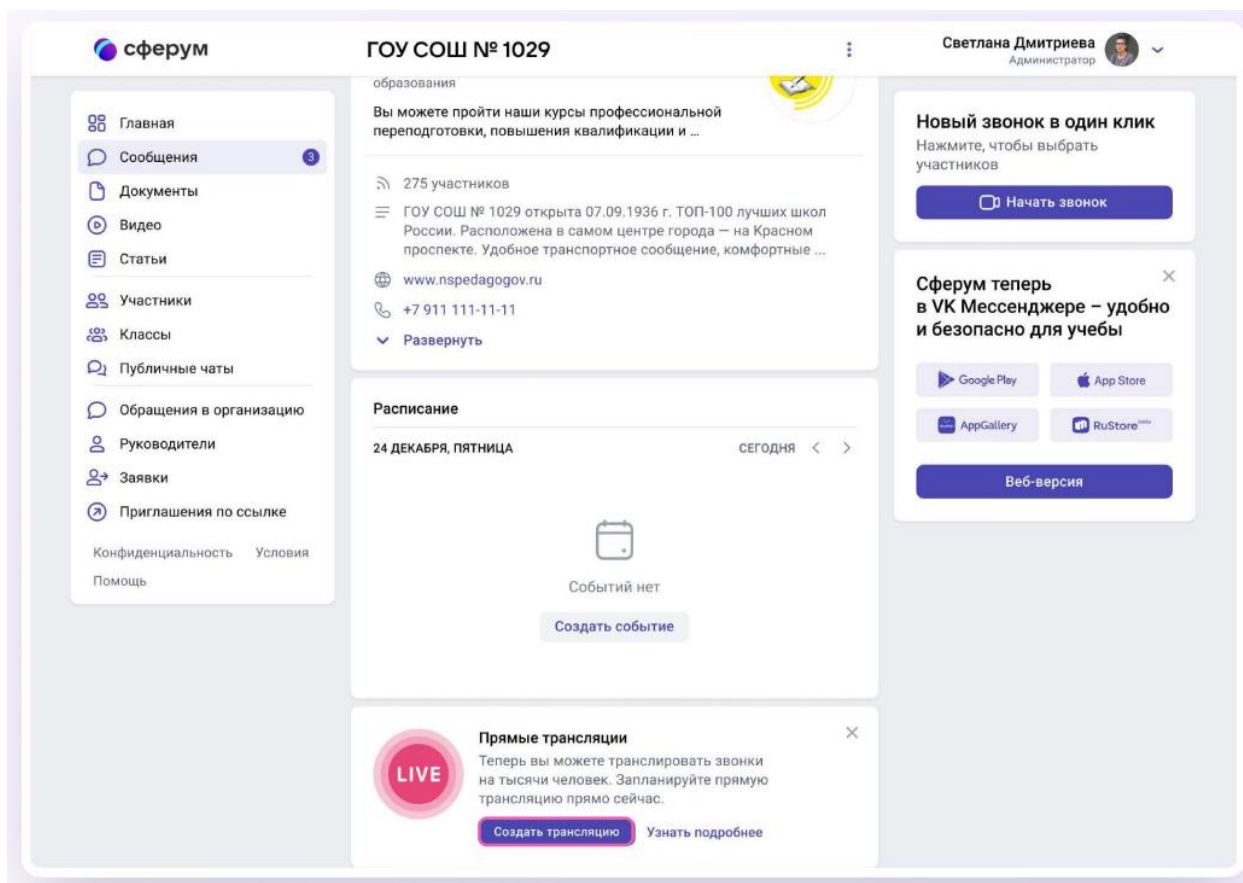 сферум
ГОУ СОШ № 1029
Светлана Дмитриева
Администратор
Главная
Сообщения 3
Документы
Видео
Статьи
Участники
Классы
Публичные чаты
Обращения в организацию
Руководители
Заявки
Приглашения по ссылке
Конфиденциальность Условия
Помощь
образования
Вы можете пройти наши курсы профессиональной
переподготовки, повышения квалификации и ...
275 участников
ГОУ СОШ № 1029 открыта 07.09.1936 г. ТОП-100 лучших школ
России. Расположена в самом центре города — на Красном
проспекте. Удобное транспортное сообщение, комфортные ...
www.nspedagogov.ru
+7 911 111-11-11
Развернуть
Расписание
24 ДЕКАБРЯ, ПЯТНИЦА СЕГОДНЯ < >
Событий нет
Создать событие
LIVE
Прямые трансляции
Теперь вы можете транслировать звонки
на тысячи человек. Запланируйте прямую
трансляцию прямо сейчас.
Создать трансляцию Узнать подробнее
Новый звонок в один клик
Нажмите, чтобы выбрать
участников
Начать звонок
Сферум теперь
в VK Мессенджере – удобно
и безопасно для учебы
Google Play App Store
AppGallery RuStore
Веб-версия